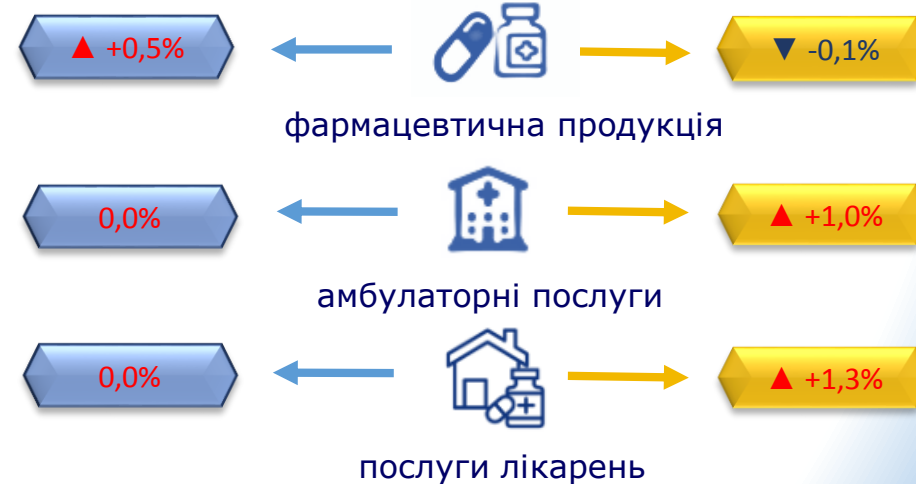 ▲ +0,5%
▼ -0,1%
фармацевтична продукція
0,0%
▲ +1,0%
амбулаторні послуги
0,0%
▲ +1,3%
послуги лікарень